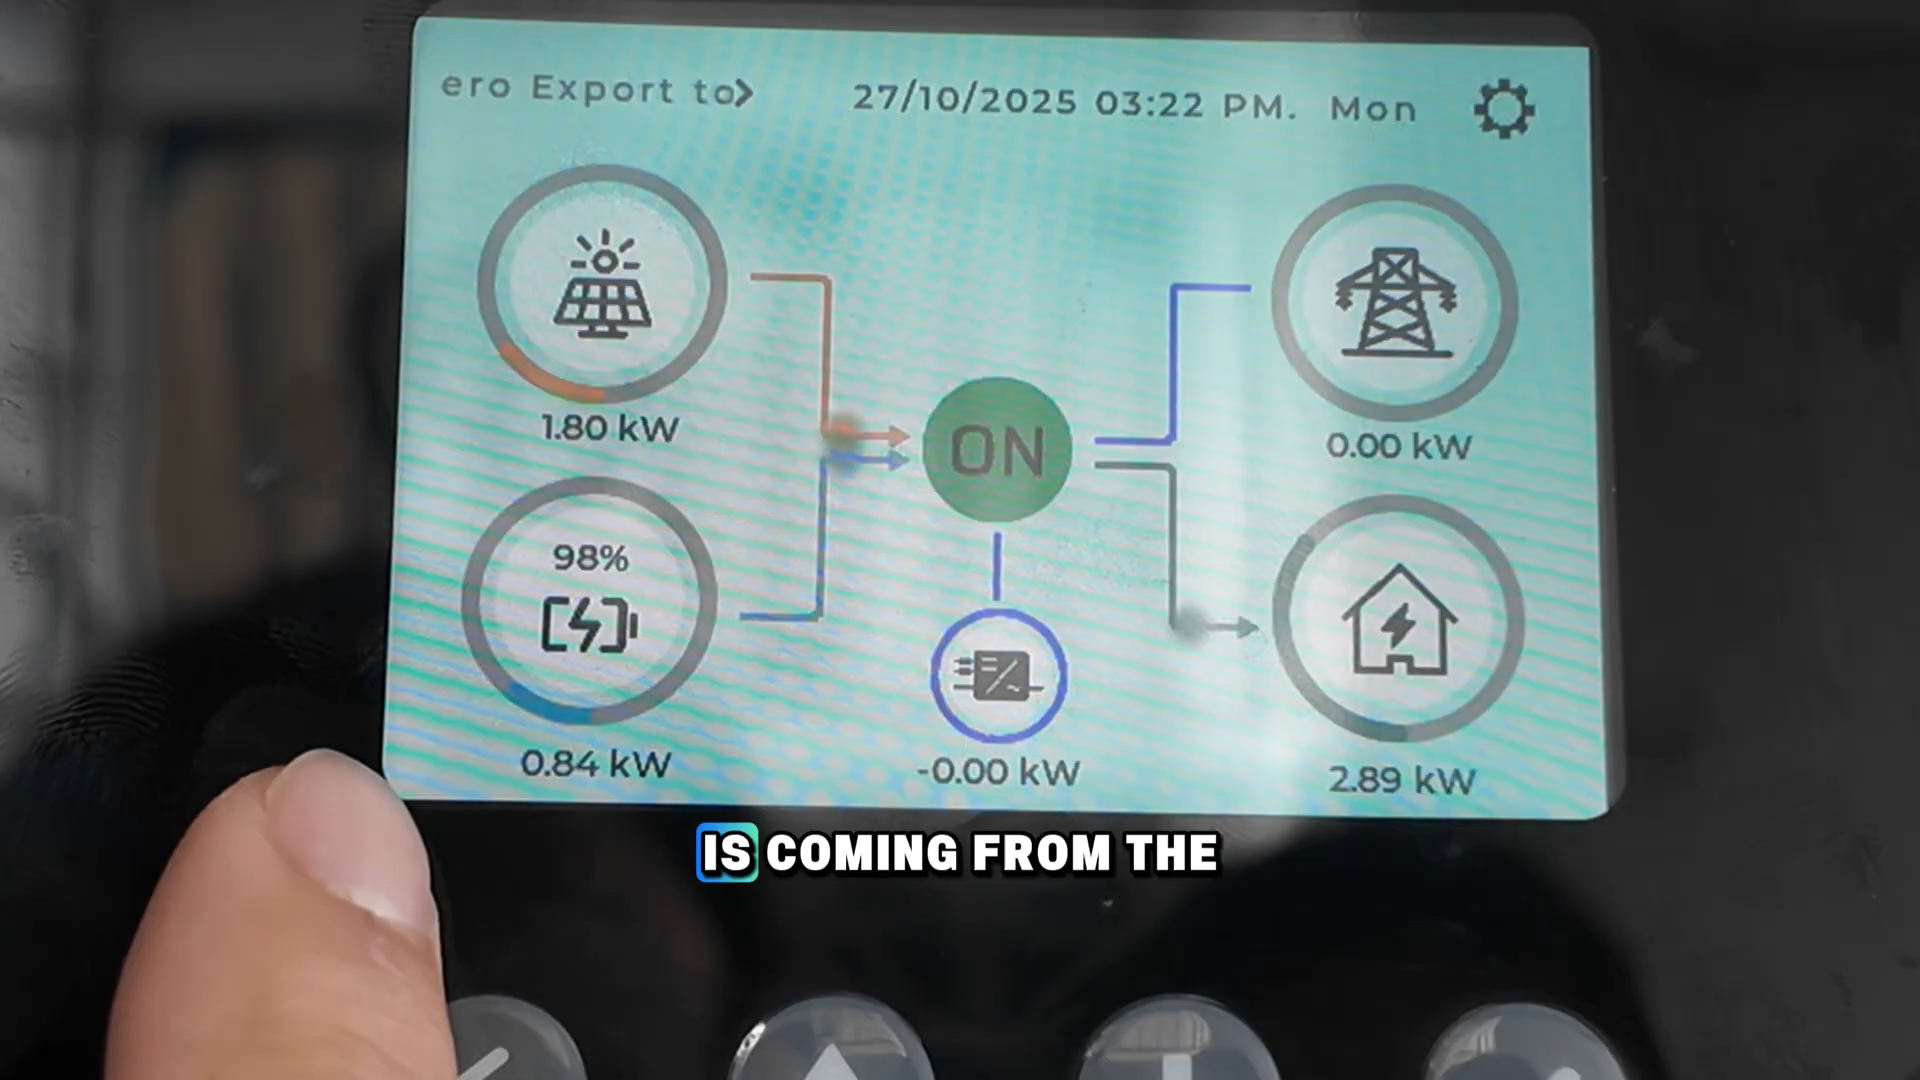 ero Export to>
27/10/2025 03:22 PM. Mon
1.80 kW
ON
0.00 kW
98%
0.84 kW
-0.00 kW
2.89 kW
IS COMING FROM THE